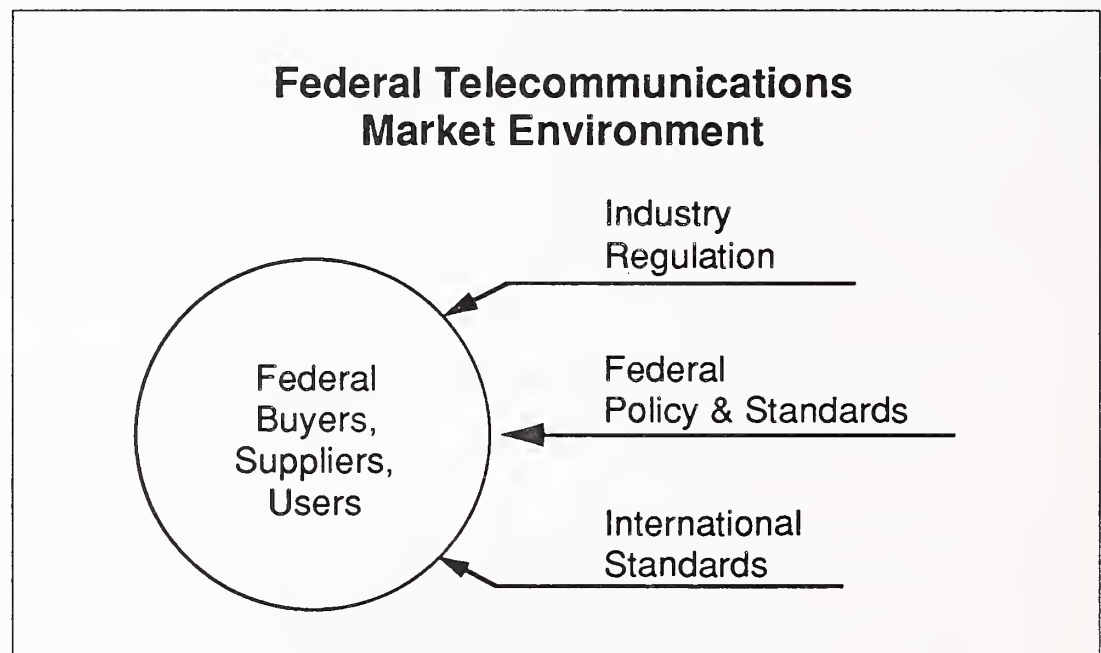 Federal Telecommunications
Market Environment
Industry
Regulation
Federal
Policy & Standards
International
Standards
Federal
Buyers,
Suppliers,
Users